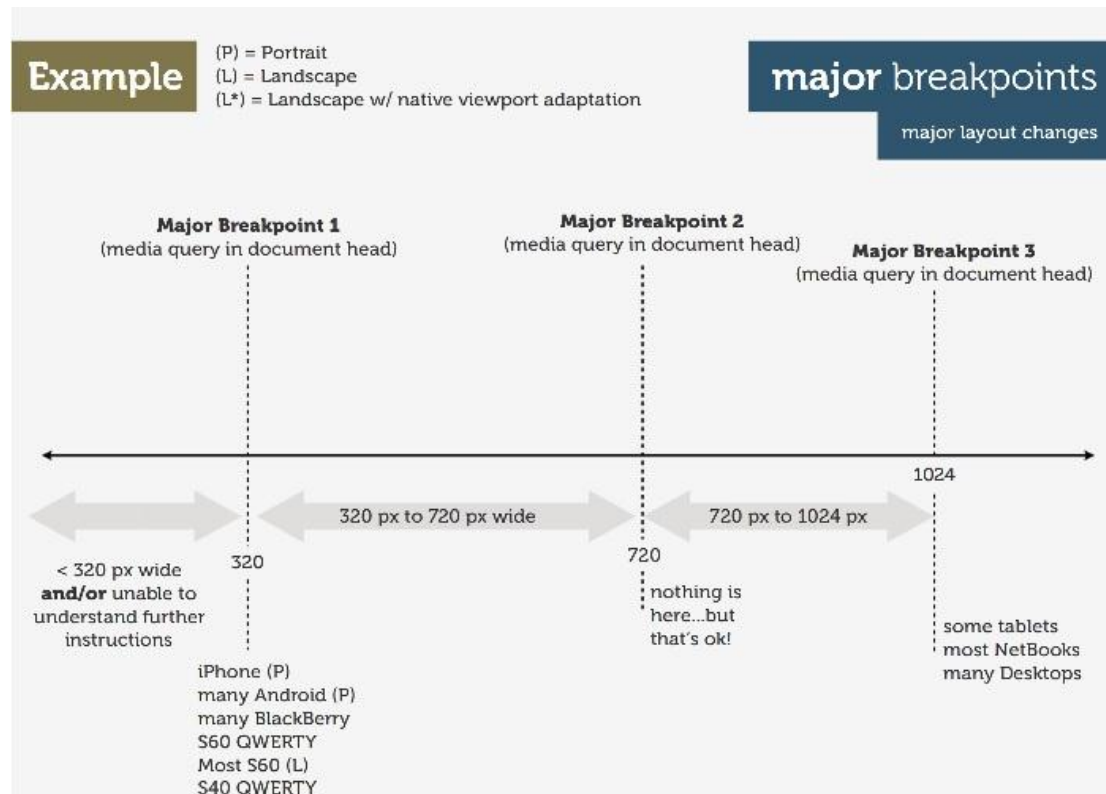 Example
(P) = Portrait
(L) = Landscape
(L*) = Landscape w/ native viewport adaptation
major breakpoints
major layout changes
Major Breakpoint 1
(media query in document head)
Major Breakpoint 2
(media query in document head)
Major Breakpoint 3
(media query in document head)
1024
320 px to 720 px wide
720 px to 1024 px
320
720
< 320 px wide
and/or unable to
understand further
instructions
nothing is
here...but
that's ok!
some tablets
most NetBooks
many Desktops
iPhone (P)
many Android (P)
many BlackBerry
S60 QWERTY
Most S60 (L)
S40 QWERTY